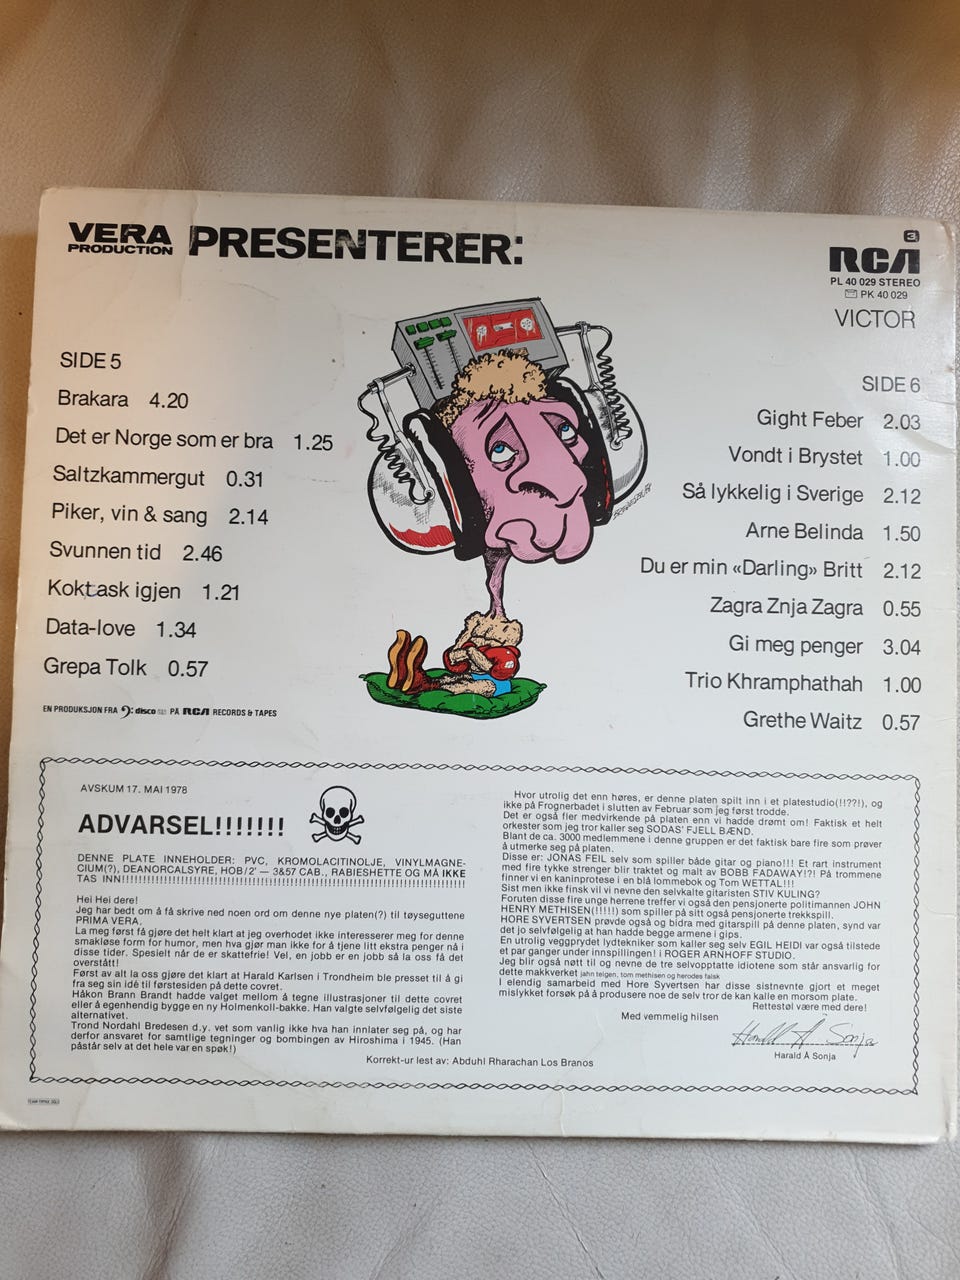 VERA
PRODUCTION
PRESENTERER:
3
RCA
PL 40 029 STEREO
PK 40 029
VICTOR
SIDE 5
Brakara 4.20
Det er Norge som er bra 1.25
Saltzkammergut 0.31
Piker, vin & sang 2.14
Svunnen tid 2.46
Koktask igjen 1.21
Data-love 1.34
Grepa Tolk 0.57
EN PRODUKSJON FRA disco PÅ RCA RECORDS & TAPES
SIDE 6
Gight Feber 2.03
Vondt i Brystet 1.00
Så lykkelig i Sverige 2.12
Arne Belinda 1.50
Du er min «Darling» Britt 2.12
Zagra Znja Zagra 0.55
Gi meg penger 3.04
Trio Khramphathah 1.00
Grethe Waitz 0.57
AVSKUM 17. MAI 1978
ADVARSEL!!!!!!!
DENNE PLATE INNEHOLDER: PVC, KROMOLACITINOLJE, VINYLMAGNE-
CIUM(?), DEANORCALSYRE, HOB/2' — 3&57 CAB., RABIESHETTE OG MÅ IKKE
TAS INN!!!!!!!!!!!!!!!!!!!!!!!!!!!!!!!!!!!!!!!!!!!!!!!!!!!!!!!!!!!!!!!!!!!!!!
Hei Hei dere!
Jeg har bedt om å få skrive ned noen ord om denne nye platen(?) til tøyseguttene
PRIMA VERA.
La meg først få gjøre det helt klart at jeg overhodet ikke interesserer meg for denne
smakløse form for humor, men hva gjør man ikke for å tjene litt ekstra penger nå i
disse tider. Spesielt når de er skattefrie! Vel, en jobb er en jobb så la oss få det
overstått!
Først av alt la oss gjøre det klart at Harald Karlsen i Trondheim ble presset til å gi
fra seg sin idé til førstesiden på dette covret.
Håkon Brann Brandt hadde valget mellom å tegne illustrasjoner til dette covret
eller å egenhendig bygge en ny Holmenkoll-bakke. Han valgte selvfølgelig det siste
alternativet.
Trond Nordahl Bredesen d.y. vet som vanlig ikke hva han innlater seg på, og har
derfor ansvaret for samtlige tegninger og bombingen av Hiroshima i 1945. (Han
påstår selv at det hele var en spøk!)
Hvor utrolig det enn høres, er denne platen spilt inn i et platestudio(!!??!), og
ikke på Frognerbadet i slutten av Februar som jeg først trodde.
Det er også fler medvirkende på platen enn vi hadde drømt om! Faktisk et helt
orkester som jeg tror kaller seg SODAS' FJELL BÆND.
Blant de ca. 3000 medlemmene i denne gruppen er det faktisk bare fire som prøver
å utmerke seg på platen.
Disse er: JONAS FEIL selv som spiller både gitar og piano!!! Et rart instrument
med fire tykke strenger blir traktet og malt av BOBB FADAWAY!?! På trommene
finner vi en kaninprotese i en blå lommebok og Tom WETTAL!!!
Sist men ikke finsk vil vi nevne den selvkalte gitaristen STIV KULING?
Foruten disse fire unge herrene treffer vi også den pensjonerte politimannen JOHN
HENRY METHISEN(!!!!!!) som spiller på sitt også pensjonerte trekkspill.
HORE SYVERTSEN prøvde også og bidra med gitarspill på denne platen, synd var
det jo selvfølgelig at han hadde begge armene i gips.
En utrolig veggprydet lydtekniker som kaller seg selv EGIL HEIDI var også tilstede
et par ganger under innspillingen! i ROGER ARNHOFF STUDIO.
Jeg blir også nøtt til og nevne de tre selvopptatte idiotene som står ansvarlig for
dette makkverket jahn telgen, tom methisen og herodes falsk
I elendig samarbeid med Hore Syvertsen har disse sistnevnte gjort et meget
mislykket forsøk på å produsere noe de selv tror de kan kalle en morsom plate.
Rettestøl være med dere!
Med vemmelig hilsen
Harald Å Sonja
Harald Å Sonja
Korrekt-ur lest av: Abduhl Rharachan Los Branos